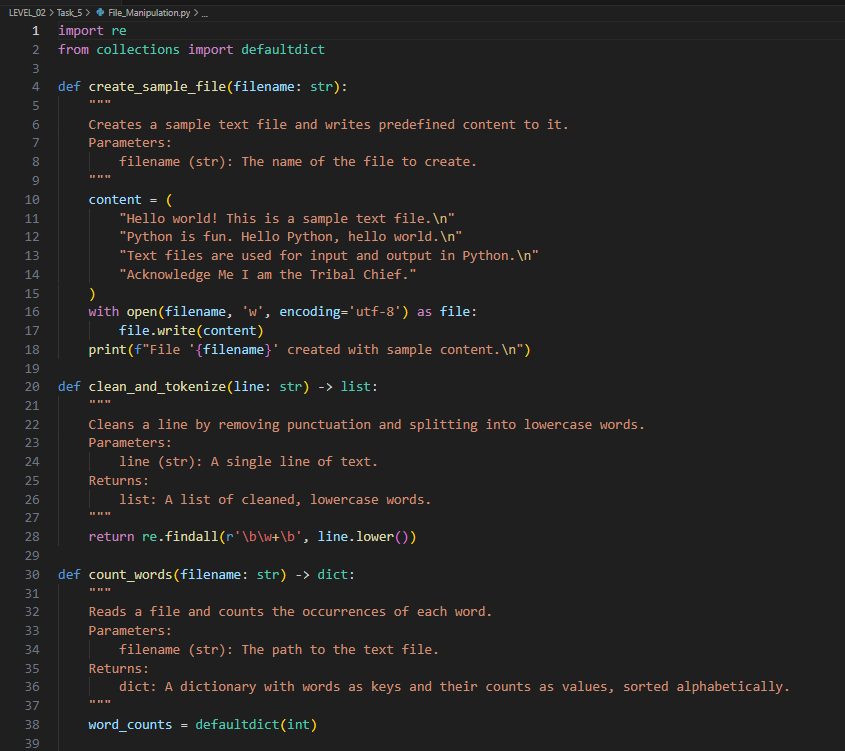 LEVEL_02 > Task_5 > File_Manipulation.py > ...
1 import re
2 from collections import defaultdict
3
4 def create_sample_file(filename: str):
5     """
6     Creates a sample text file and writes predefined content to it.
7     Parameters:
8         filename (str): The name of the file to create.
9     """
10     content = (
11         "Hello world! This is a sample text file.\n"
12         "Python is fun. Hello Python, hello world.\n"
13         "Text files are used for input and output in Python.\n"
14         "Acknowledge Me I am the Tribal Chief."
15     )
16     with open(filename, 'w', encoding='utf-8') as file:
17         file.write(content)
18     print(f"File '{filename}' created with sample content.\n")
19
20 def clean_and_tokenize(line: str) -> list:
21     """
22     Cleans a line by removing punctuation and splitting into lowercase words.
23     Parameters:
24         line (str): A single line of text.
25     Returns:
26         list: A list of cleaned, lowercase words.
27     """
28     return re.findall(r'\b\w+\b', line.lower())
29
30 def count_words(filename: str) -> dict:
31     """
32     Reads a file and counts the occurrences of each word.
33     Parameters:
34         filename (str): The path to the text file.
35     Returns:
36         dict: A dictionary with words as keys and their counts as values, sorted alphabetically.
37     """
38     word_counts = defaultdict(int)
39